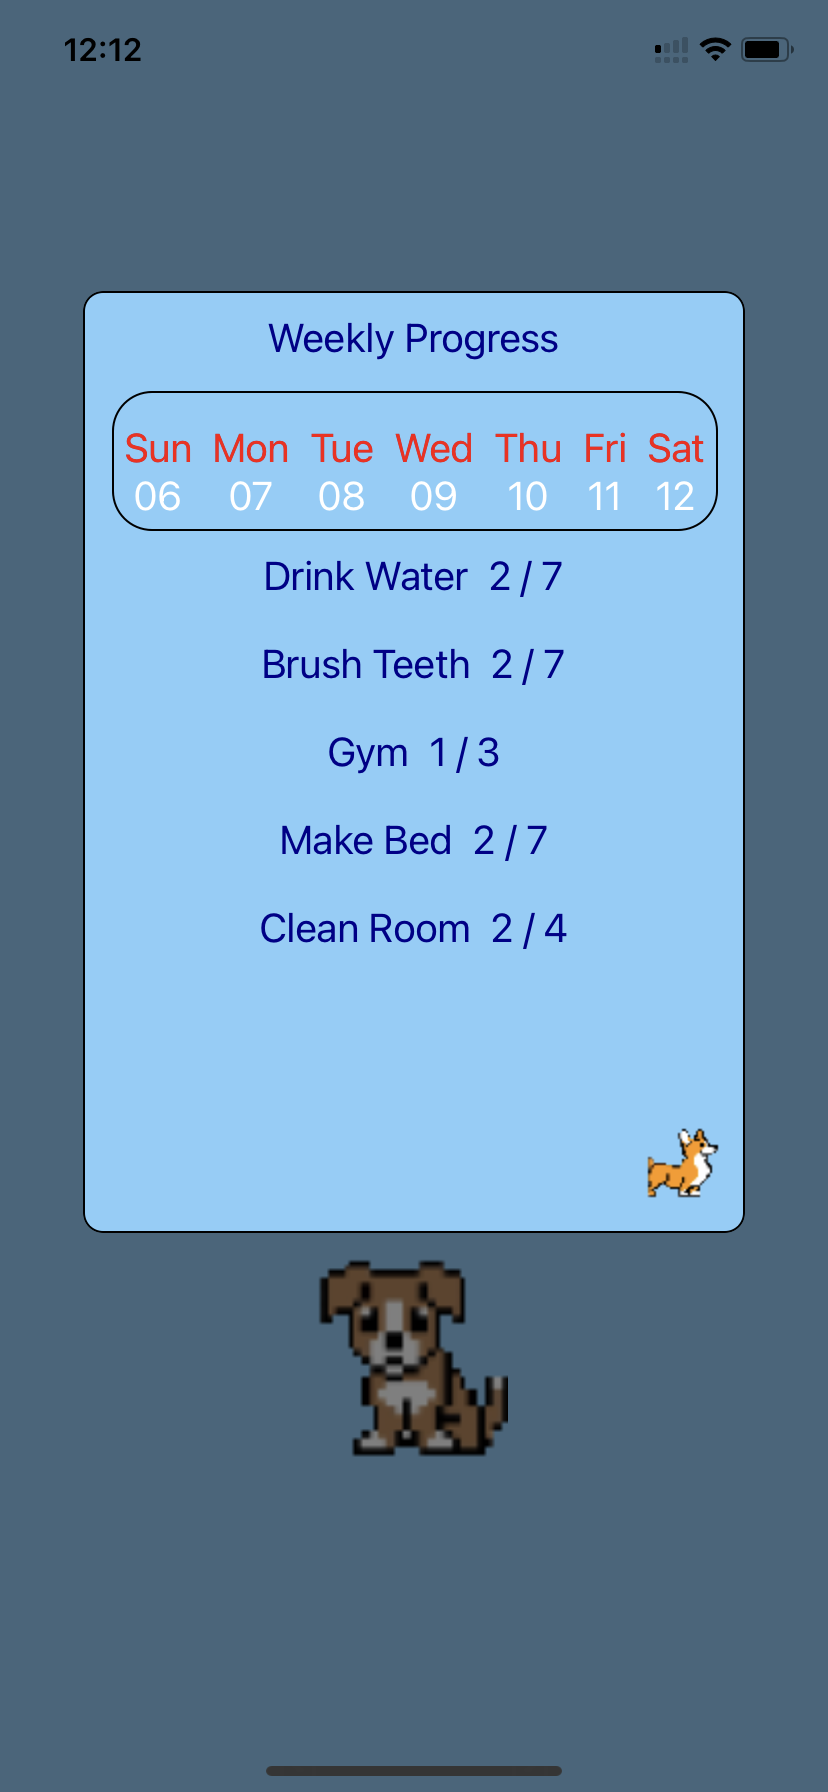 12:12
Weekly Progress
Sun Mon Tue Wed Thu Fri Sat
06 07 08 09 10 11 12
Drink Water 2 / 7
Brush Teeth 2 / 7
Gym 1 / 3
Make Bed 2 / 7
Clean Room 2 / 4